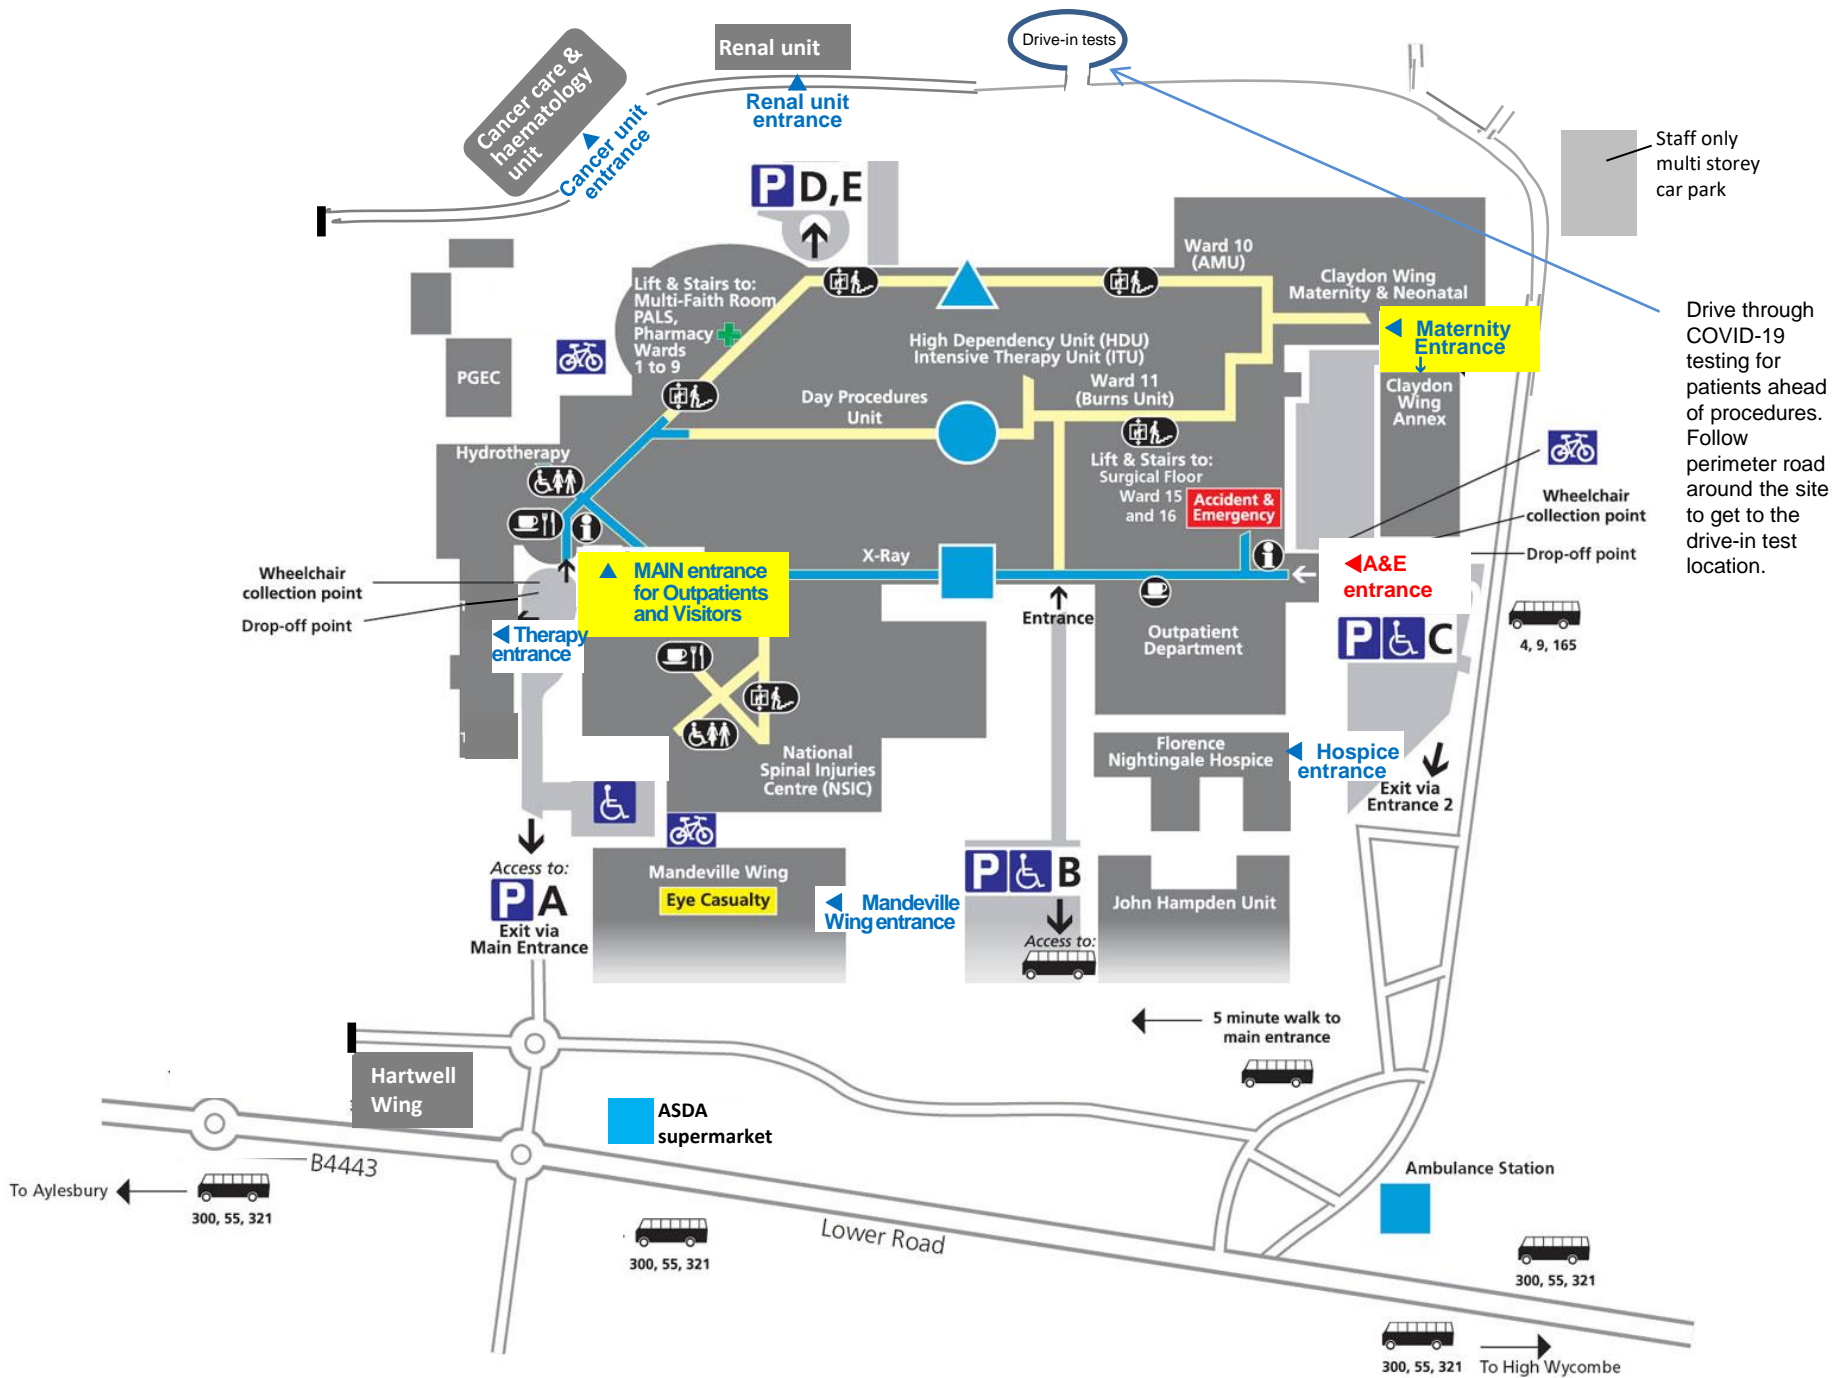 Drive-in tests
Renal unit
Cancer care &
haematology
unit
Cancer unit
entrance
Renal unit
entrance
Staff only
multi storey
car park
P D,E
Ward 10
(AMU)
Claydon Wing
Maternity & Neonatal
Lift & Stairs to:
Multi-Faith Room
PALS,
Pharmacy
Wards
1 to 9
Maternity
Entrance
Drive through
COVID-19
testing for
patients ahead
of procedures.
Follow
perimeter road
around the site
to get to the
drive-in test
location.
High Dependency Unit (HDU)
Intensive Therapy Unit (ITU)
PGEC
Ward 11
(Burns Unit)
Claydon
Wing
Annex
Day Procedures
Unit
Hydrotherapy
Lift & Stairs to:
Surgical Floor
Ward 15
and 16
Accident &
Emergency
Wheelchair
collection point
Drop-off point
i
i
X-Ray
MAIN entrance
for Outpatients
and Visitors
A&E
entrance
Wheelchair
collection point
Drop-off point
Therapy
entrance
Entrance
Outpatient
Department
P C
4, 9, 165
National
Spinal Injuries
Centre (NSIC)
Florence
Nightingale Hospice
Hospice
entrance
Exit via
Entrance 2
Access to:
P A
Exit via
Main Entrance
Mandeville Wing
Eye Casualty
Mandeville
Wing entrance
P B
Access to:
John Hampden Unit
5 minute walk to
main entrance
Hartwell
Wing
ASDA
supermarket
B4443
To Aylesbury
300, 55, 321
300, 55, 321
Lower Road
Ambulance Station
300, 55, 321
300, 55, 321
To High Wycombe